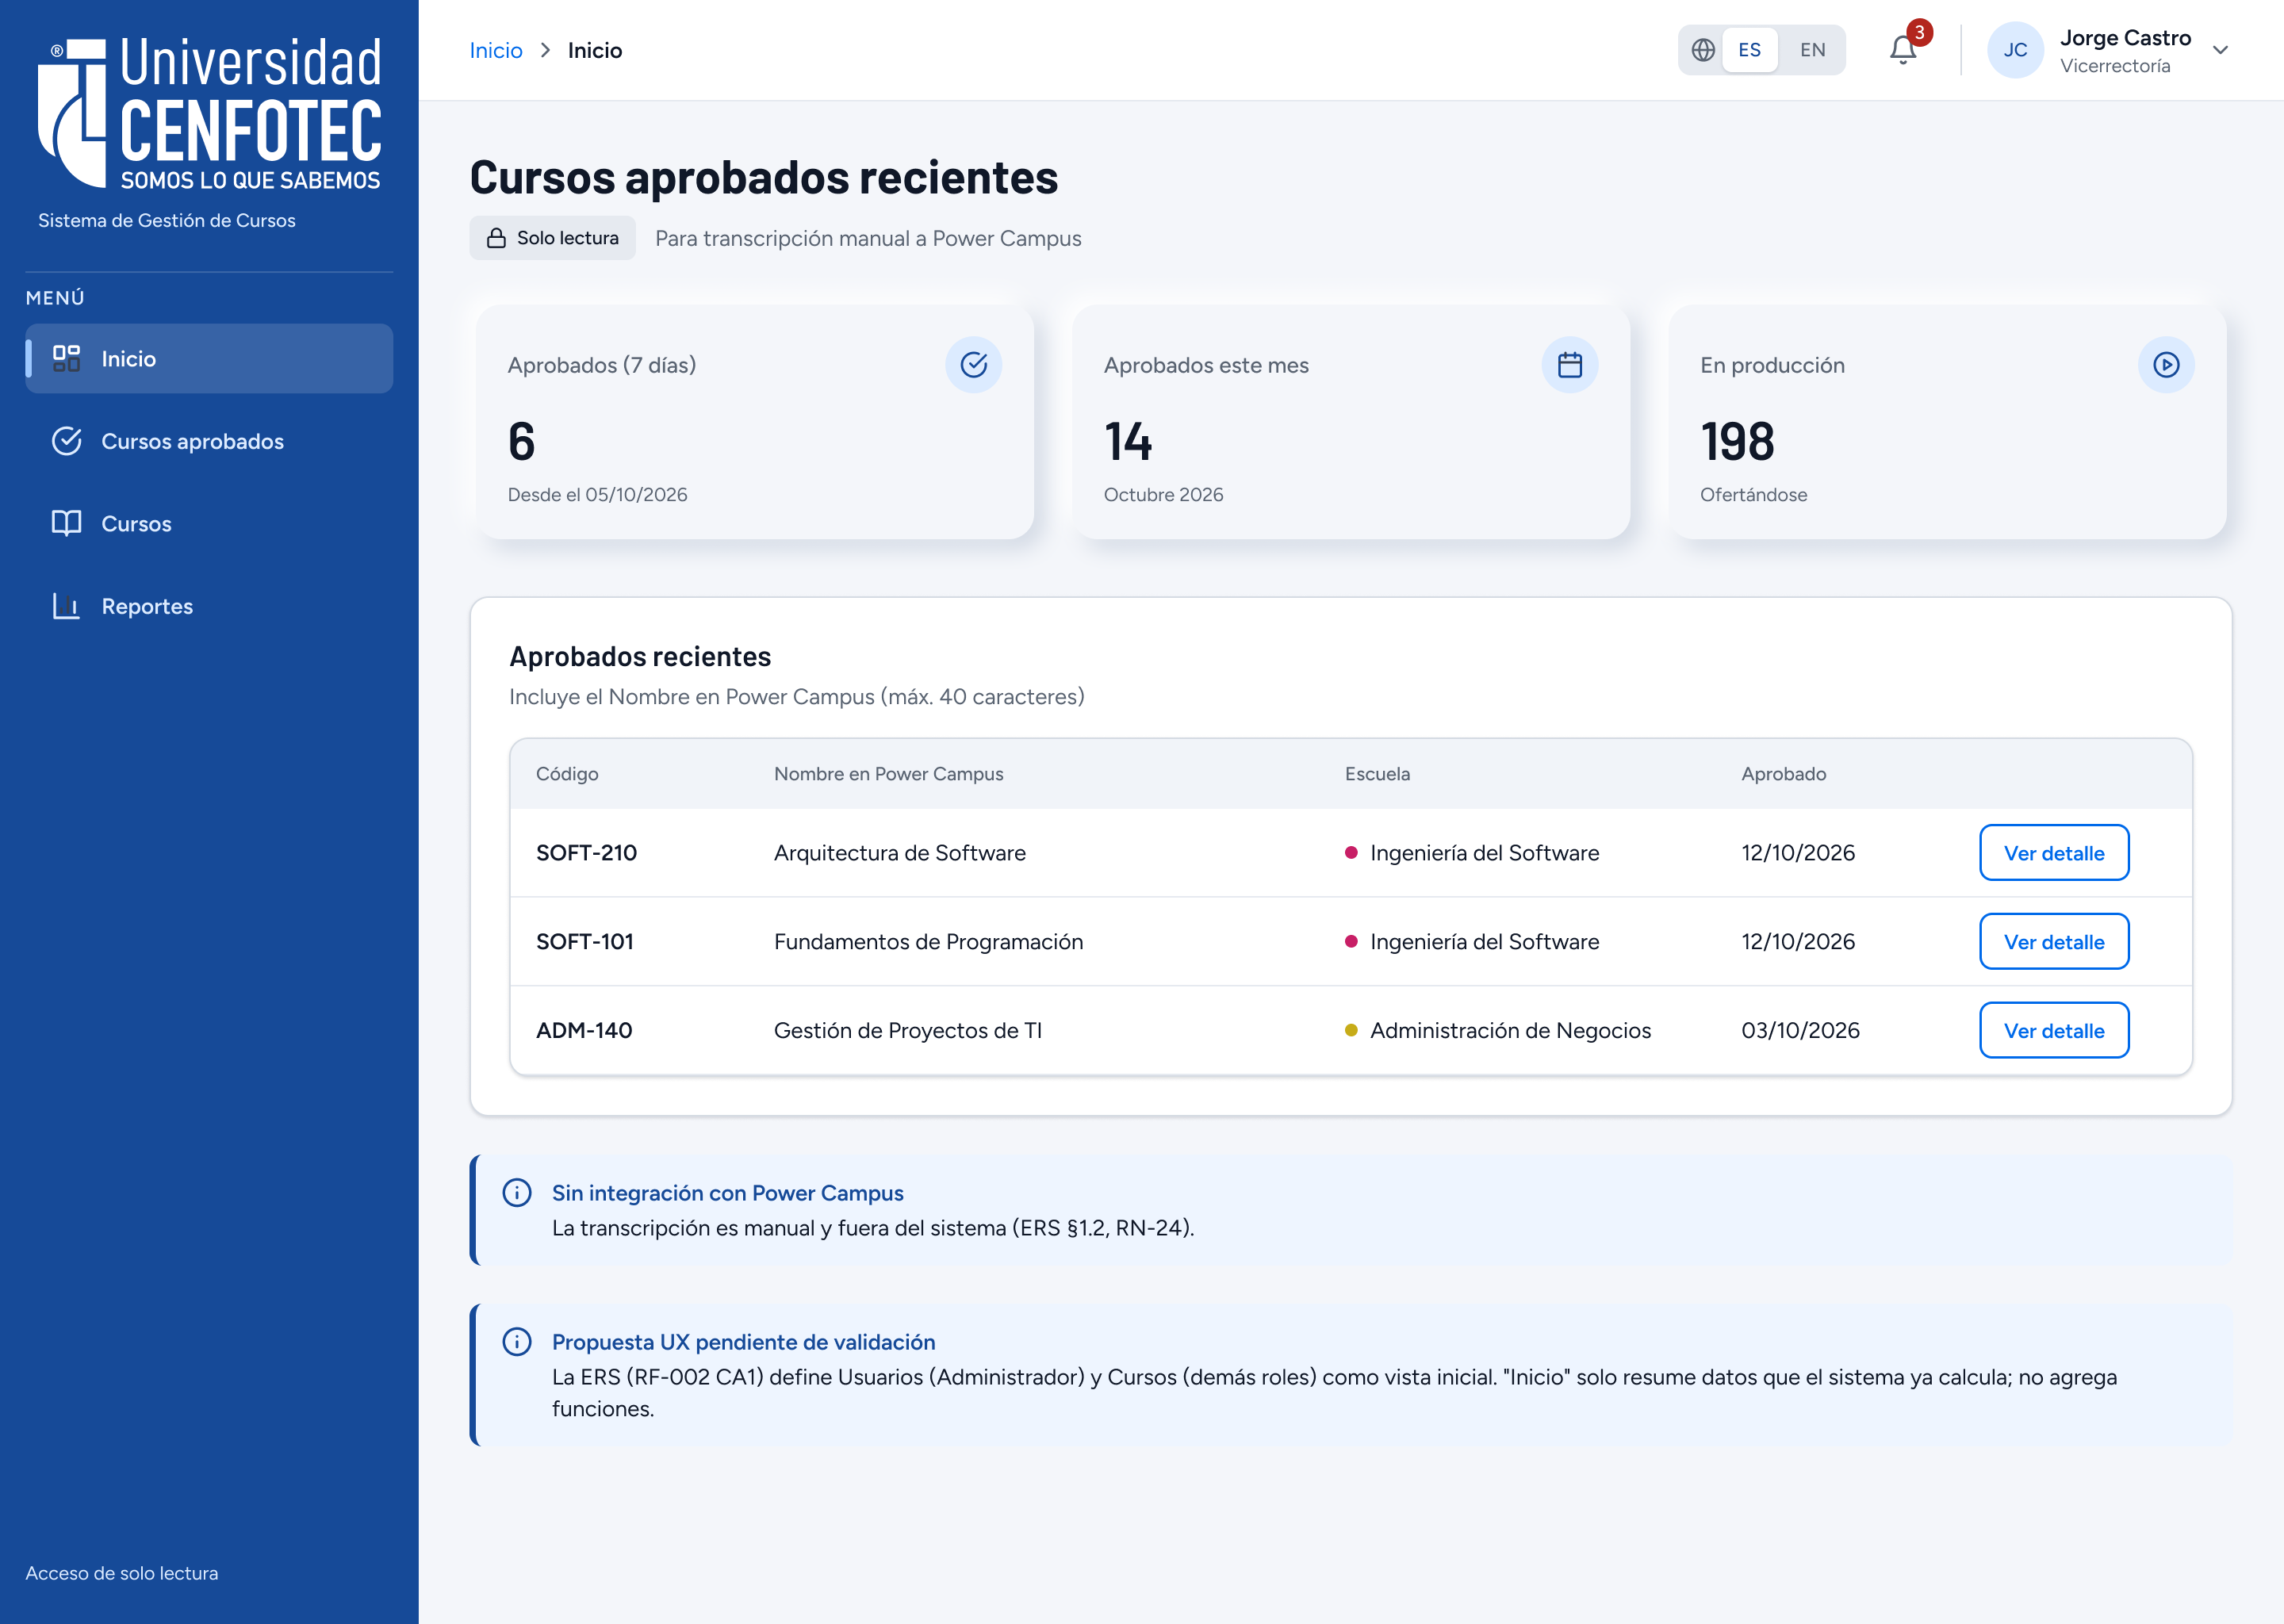 ® Universidad
CENFOTEC
SOMOS LO QUE SABEMOS
Sistema de Gestión de Cursos
MENÚ
Inicio
Cursos aprobados
Cursos
Reportes
Acceso de solo lectura
Inicio > Inicio
ES EN
3
JC
Jorge Castro
Vicerrectoría
Cursos aprobados recientes
Solo lectura Para transcripción manual a Power Campus
Aprobados (7 días)
6
Desde el 05/10/2026
Aprobados este mes
14
Octubre 2026
En producción
198
Ofertándose
Aprobados recientes
Incluye el Nombre en Power Campus (máx. 40 caracteres)
Código Nombre en Power Campus Escuela Aprobado
SOFT-210 Arquitectura de Software Ingeniería del Software 12/10/2026 Ver detalle
SOFT-101 Fundamentos de Programación Ingeniería del Software 12/10/2026 Ver detalle
ADM-140 Gestión de Proyectos de TI Administración de Negocios 03/10/2026 Ver detalle
Sin integración con Power Campus
La transcripción es manual y fuera del sistema (ERS §1.2, RN-24).
Propuesta UX pendiente de validación
La ERS (RF-002 CA1) define Usuarios (Administrador) y Cursos (demás roles) como vista inicial. "Inicio" solo resume datos que el sistema ya calcula; no agrega
funciones.